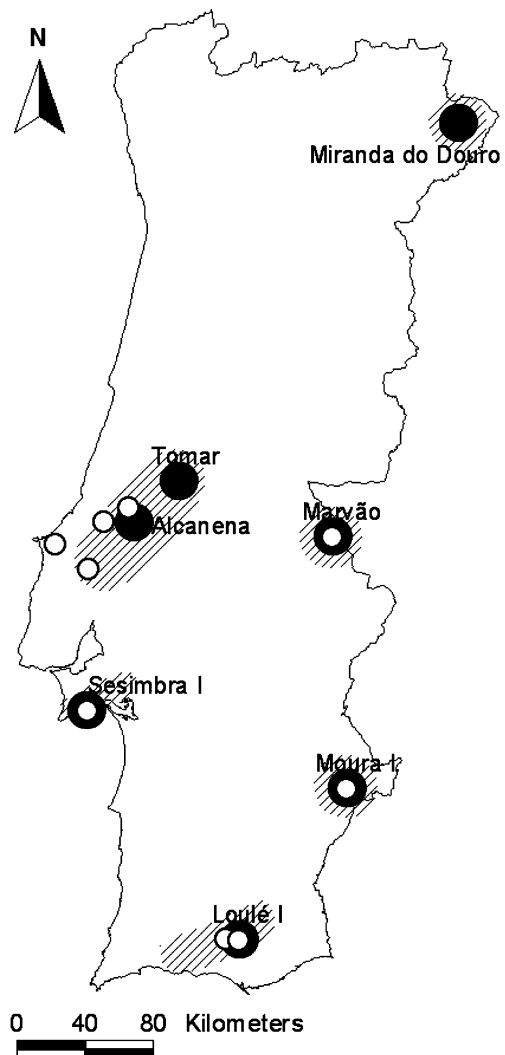 N
Miranda do Douro
Tomar
Alcanena
Marvão
Sesimbra I
Moura I
Loulé I
0 40 80 Kilometers